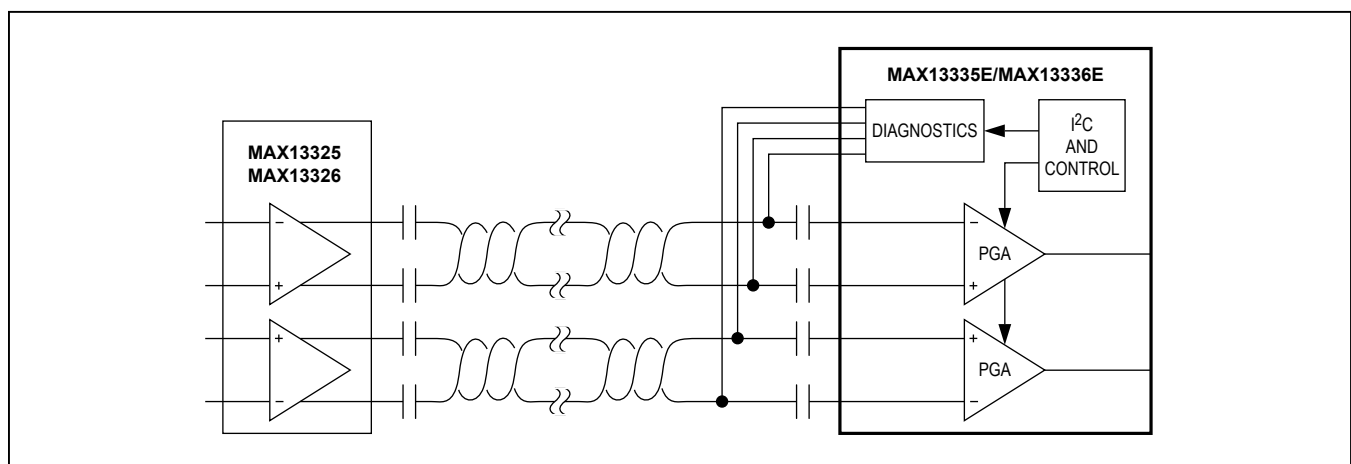 MAX13335E/MAX13336E
DIAGNOSTICS
I²C
AND
CONTROL
MAX13325
MAX13326
−
+
PGA
−
+
+
−
PGA
+
−